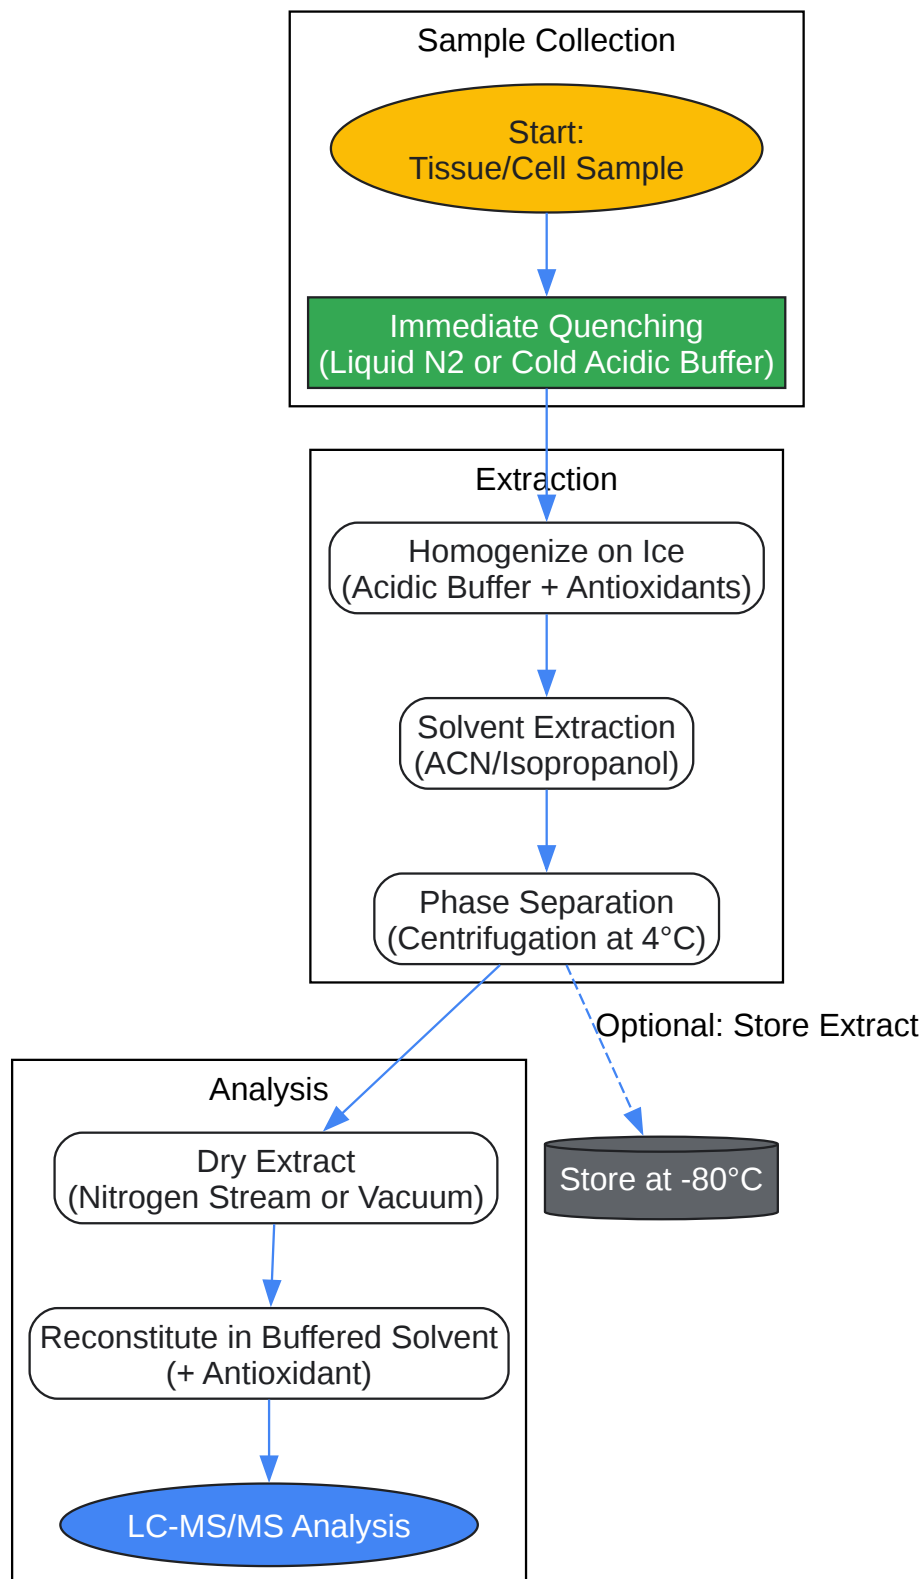 Sample Collection
Start:
Tissue/Cell Sample
Immediate Quenching
(Liquid N2 or Cold Acidic Buffer)
Extraction
Homogenize on Ice
(Acidic Buffer + Antioxidants)
Solvent Extraction
(ACN/Isopropanol)
Phase Separation
(Centrifugation at 4°C)
Optional: Store Extract
Analysis
Dry Extract
(Nitrogen Stream or Vacuum)
Store at -80°C
Reconstitute in Buffered Solvent
(+ Antioxidant)
LC-MS/MS Analysis